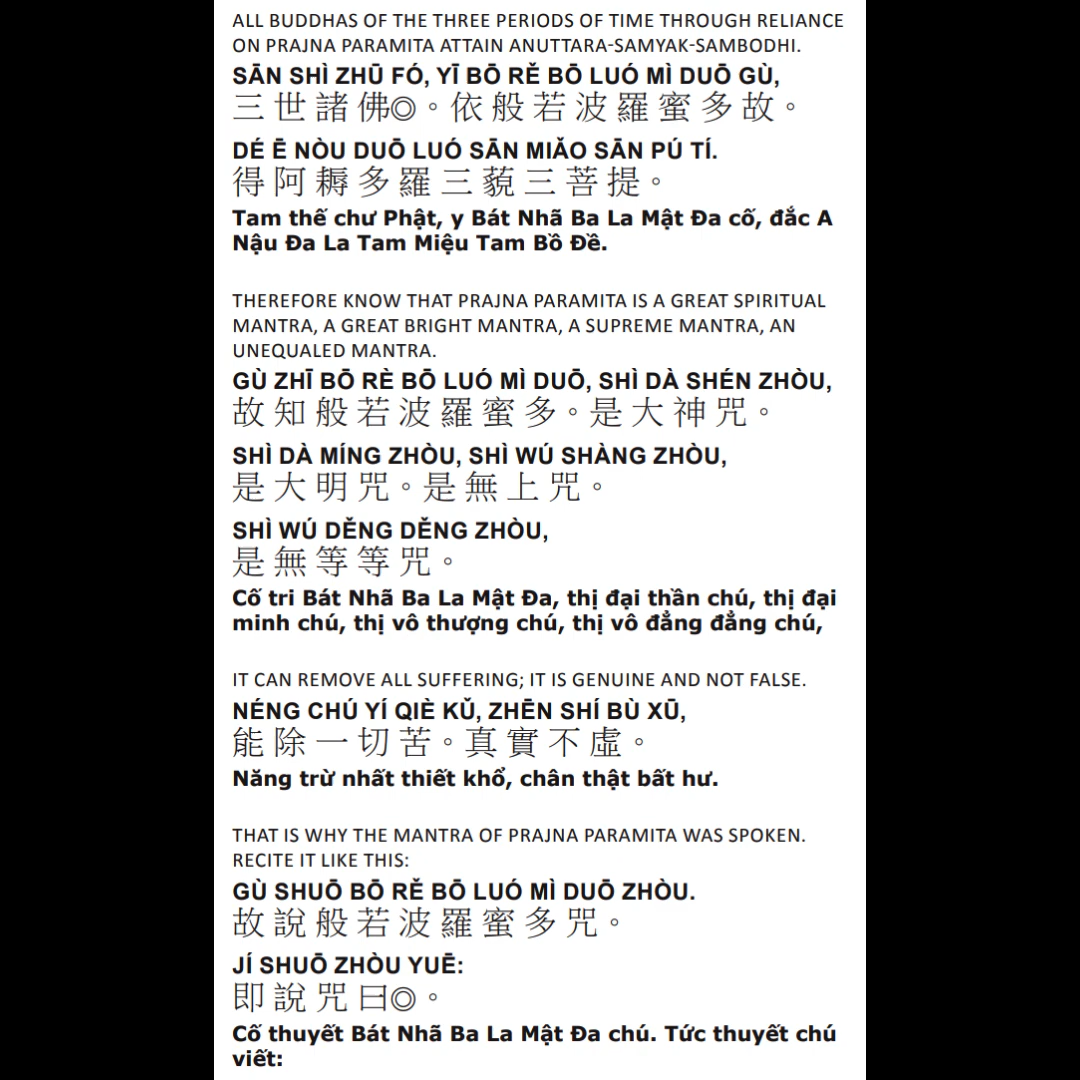 ALL BUDDHAS OF THE THREE PERIODS OF TIME THROUGH RELIANCE
ON PRAJNA PARAMITA ATTAIN ANUTTARA-SAMYAK-SAMBODHI.
SĀN SHÌ ZHŪ FÓ, YĪ BŌ RĚ BŌ LUÓ MÌ DUŌ GÙ,
三世諸佛◎。依般若波羅蜜多故。
DÉ Ē NÒU DUŌ LUÓ SĀN MIǍO SĀN PÚ TÍ.
得阿耨多羅三藐三菩提。
Tam thế chư Phật, y Bát Nhã Ba La Mật Đa cố, đắc A
Nậu Đa La Tam Miệu Tam Bồ Đề.
THEREFORE KNOW THAT PRAJNA PARAMITA IS A GREAT SPIRITUAL
MANTRA, A GREAT BRIGHT MANTRA, A SUPREME MANTRA, AN
UNEQUALED MANTRA.
GÙ ZHĪ BŌ RÈ BŌ LUÓ MÌ DUŌ, SHÌ DÀ SHÉN ZHÒU,
故知般若波羅蜜多。是大神咒。
SHÌ DÀ MÍNG ZHÒU, SHÌ WÚ SHÀNG ZHÒU,
是大明咒。是無上咒。
SHÌ WÚ DĚNG DĚNG ZHÒU,
是無等等咒。
Cố tri Bát Nhã Ba La Mật Đa, thị đại thần chú, thị đại
minh chú, thị vô thượng chú, thị vô đẳng đẳng chú,
IT CAN REMOVE ALL SUFFERING; IT IS GENUINE AND NOT FALSE.
NÉNG CHÚ YÍ QIÈ KǓ, ZHĒN SHÍ BÙ XŪ,
能除一切苦。真實不虛。
Năng trừ nhất thiết khổ, chân thật bất hư.
THAT IS WHY THE MANTRA OF PRAJNA PARAMITA WAS SPOKEN.
RECITE IT LIKE THIS:
GÙ SHUŌ BŌ RĚ BŌ LUÓ MÌ DUŌ ZHÒU.
故說般若波羅蜜多咒。
JÍ SHUŌ ZHÒU YUĒ:
即說咒曰◎。
Cố thuyết Bát Nhã Ba La Mật Đa chú. Tức thuyết chú
viết: